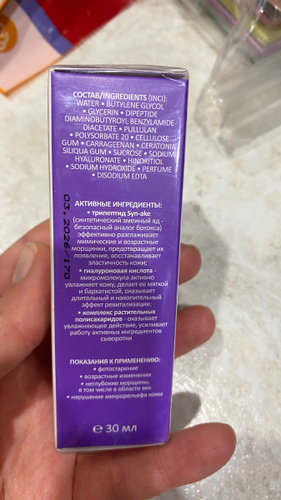 СОСТАВ/INGREDIENTS (INCI):
WATER • BUTYLENE GLYCOL
• GLYCERIN • DIPEPTIDE
DIAMINOBUTYROYL BENZYLAMIDE
DIACETATE • PULLULAN
• POLYSORBATE 20 • CELLULOSE
GUM • CARRAGEENAN • CERATONIA
SILIQUA GUM • SUCROSE • SODIUM
HYALURONATE • HINOKITIOL
• SODIUM HYDROXIDE • PERFUME
• DISODIUM EDTA
АКТИВНЫЕ ИНГРЕДИЕНТЫ:
• трипептид Syn-ake
(синтетический змеиный яд -
безопасный аналог ботокса)
эффективно разглаживает
мимические и возрастные
морщинки, предотвращает их
появление, восстанавливает
эластичность кожи;
• гиалуроновая кислота -
микромолекула активно
увлажняет кожу, делает ее мягкой
и бархатистой, оказывает
длительный и накопительный
эффект ревитализации;
• комплекс растительных
полисахаридов - оказывает
увлажняющее действие, усиливает
работу активных ингредиентов
сыворотки
ПОКАЗАНИЯ К ПРИМЕНЕНИЮ:
• фотостарение
• возрастные изменения
• неглубокие морщины,
в том числе в области век
• нарушение микрорельефа кожи
℮ 30 мл
03.2026/170